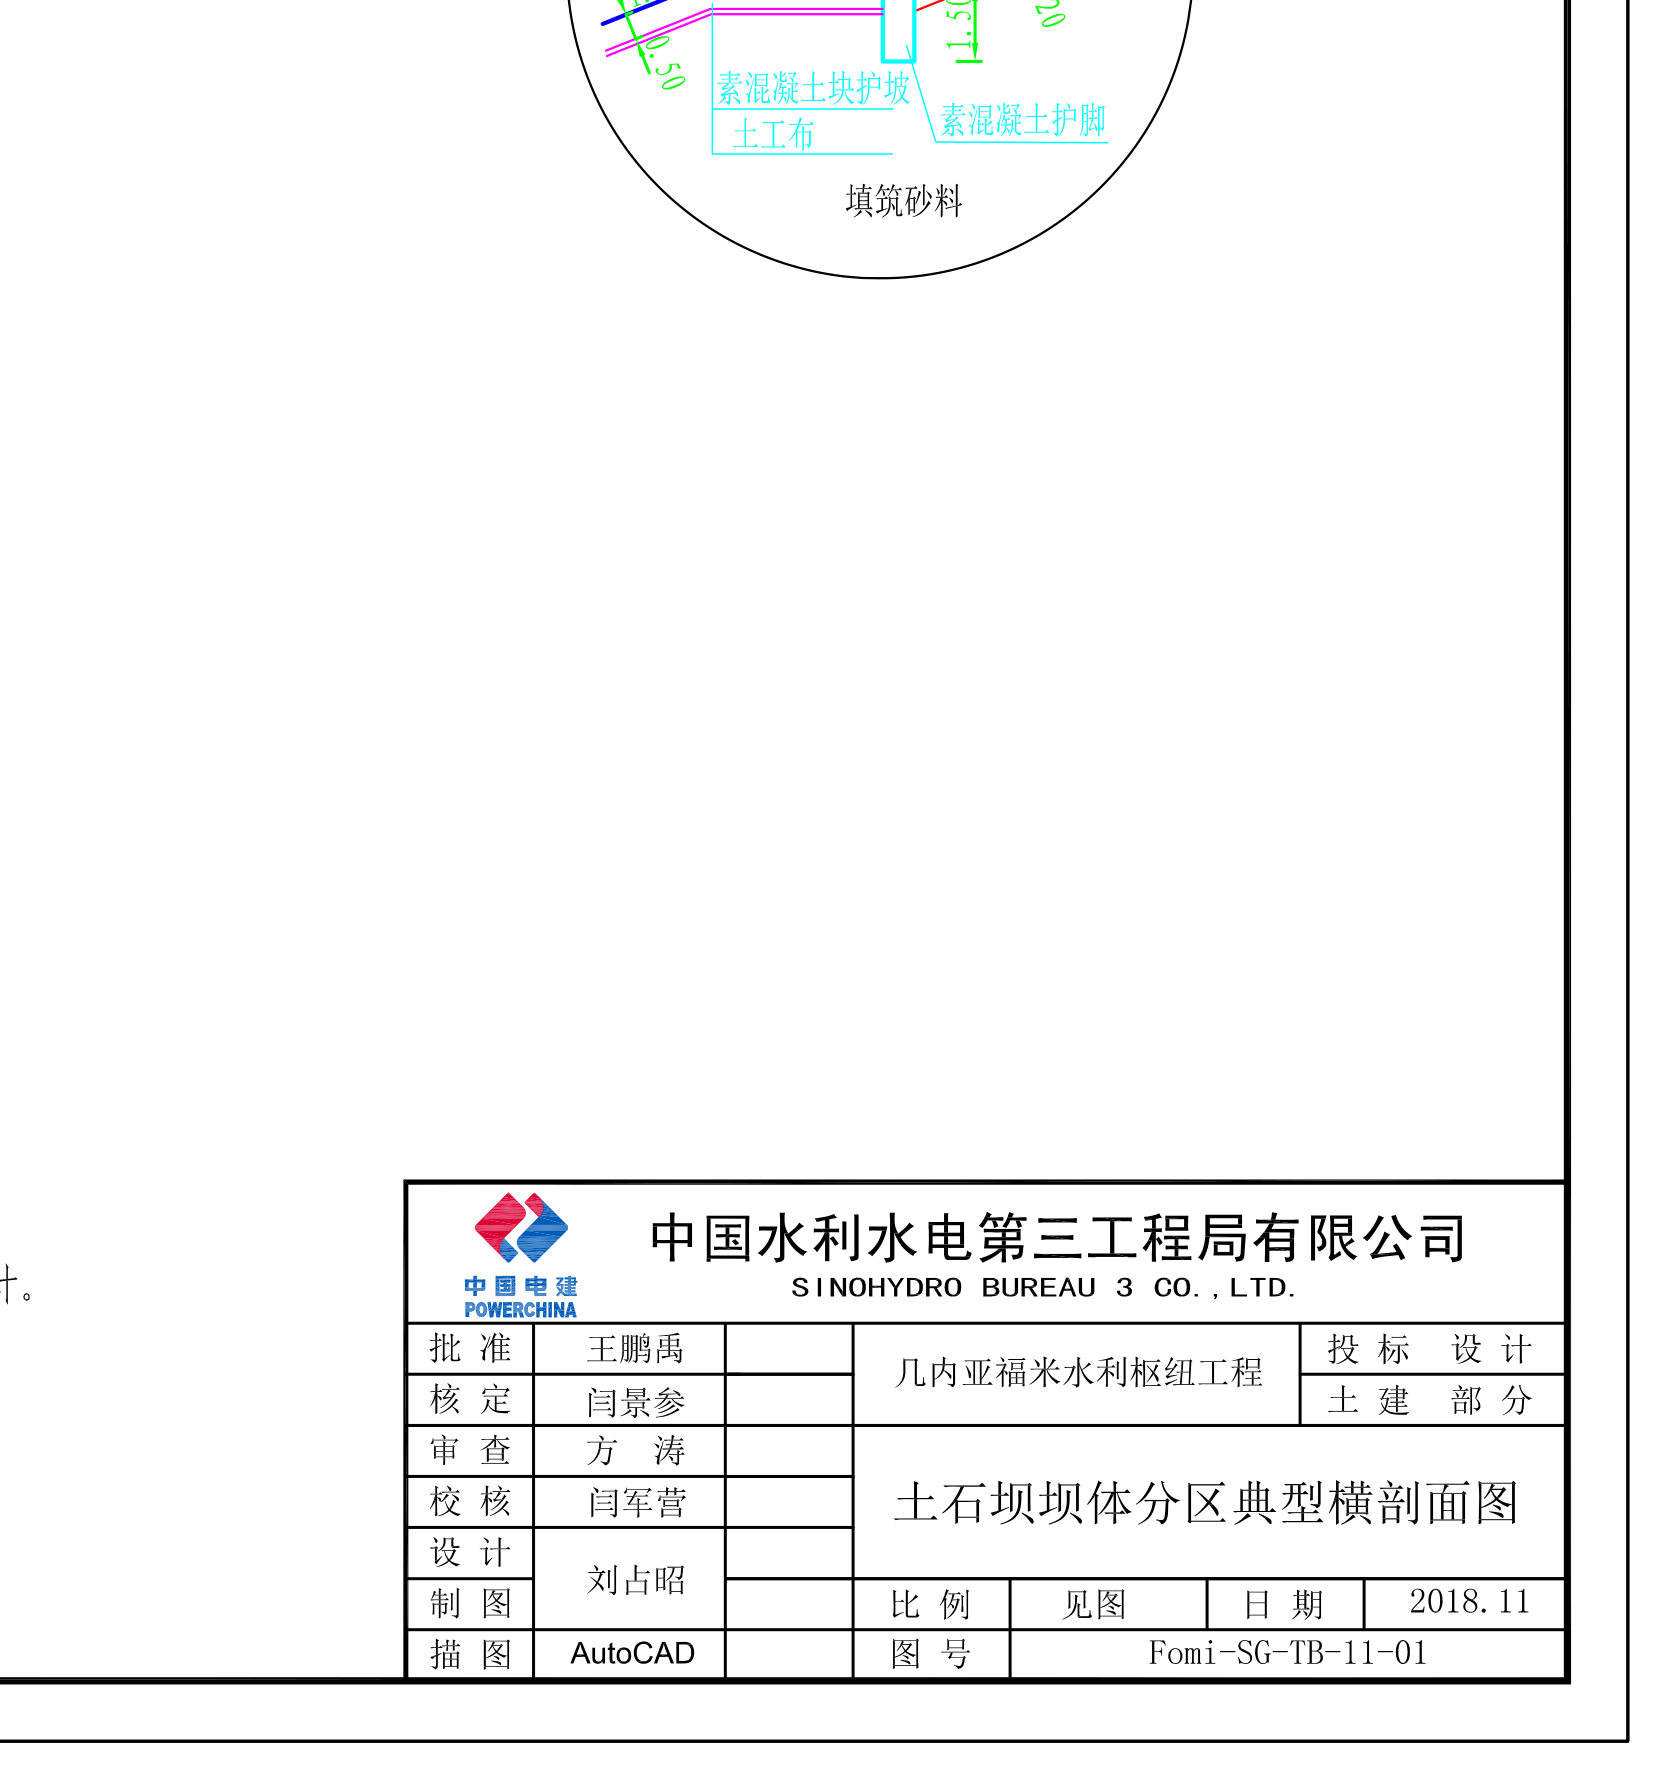 0.50
1.50
20
素混凝土块护坡
土工布
素混凝土护脚
填筑砂料
计。
中国电建
POWERCHINA
中国水利水电第三工程局有限公司
SINOHYDRO BUREAU 3 CO.,LTD.
批 准 王鹏禹
几内亚福米水利枢纽工程
投 标 设 计
核 定 闫景参
土 建 部 分
审 查 方 涛
校 核 闫军营
土石坝坝体分区典型横剖面图
设 计
刘占昭
制 图
比 例 见图 日 期 2018.11
描 图 AutoCAD 图 号 Fomi-SG-TB-11-01